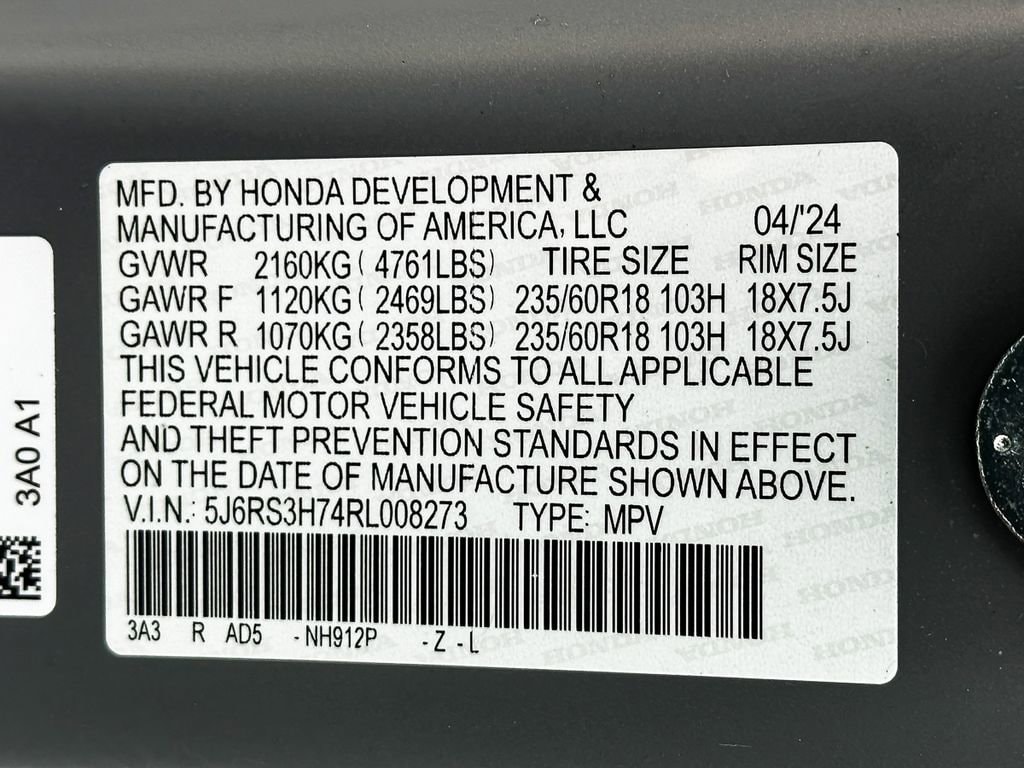 MFD. BY HONDA DEVELOPMENT &
MANUFACTURING OF AMERICA, LLC 04/'24
GVWR 2160KG ( 4761LBS) TIRE SIZE RIM SIZE
GAWR F 1120KG ( 2469LBS) 235/60R18 103H 18X7.5J
GAWR R 1070KG ( 2358LBS) 235/60R18 103H 18X7.5J
THIS VEHICLE CONFORMS TO ALL APPLICABLE
FEDERAL MOTOR VEHICLE SAFETY
AND THEFT PREVENTION STANDARDS IN EFFECT
ON THE DATE OF MANUFACTURE SHOWN ABOVE.
V.I.N.: 5J6RS3H74RL008273 TYPE: MPV
3A3 R AD5 -NH912P -Z -L
3A0 A1